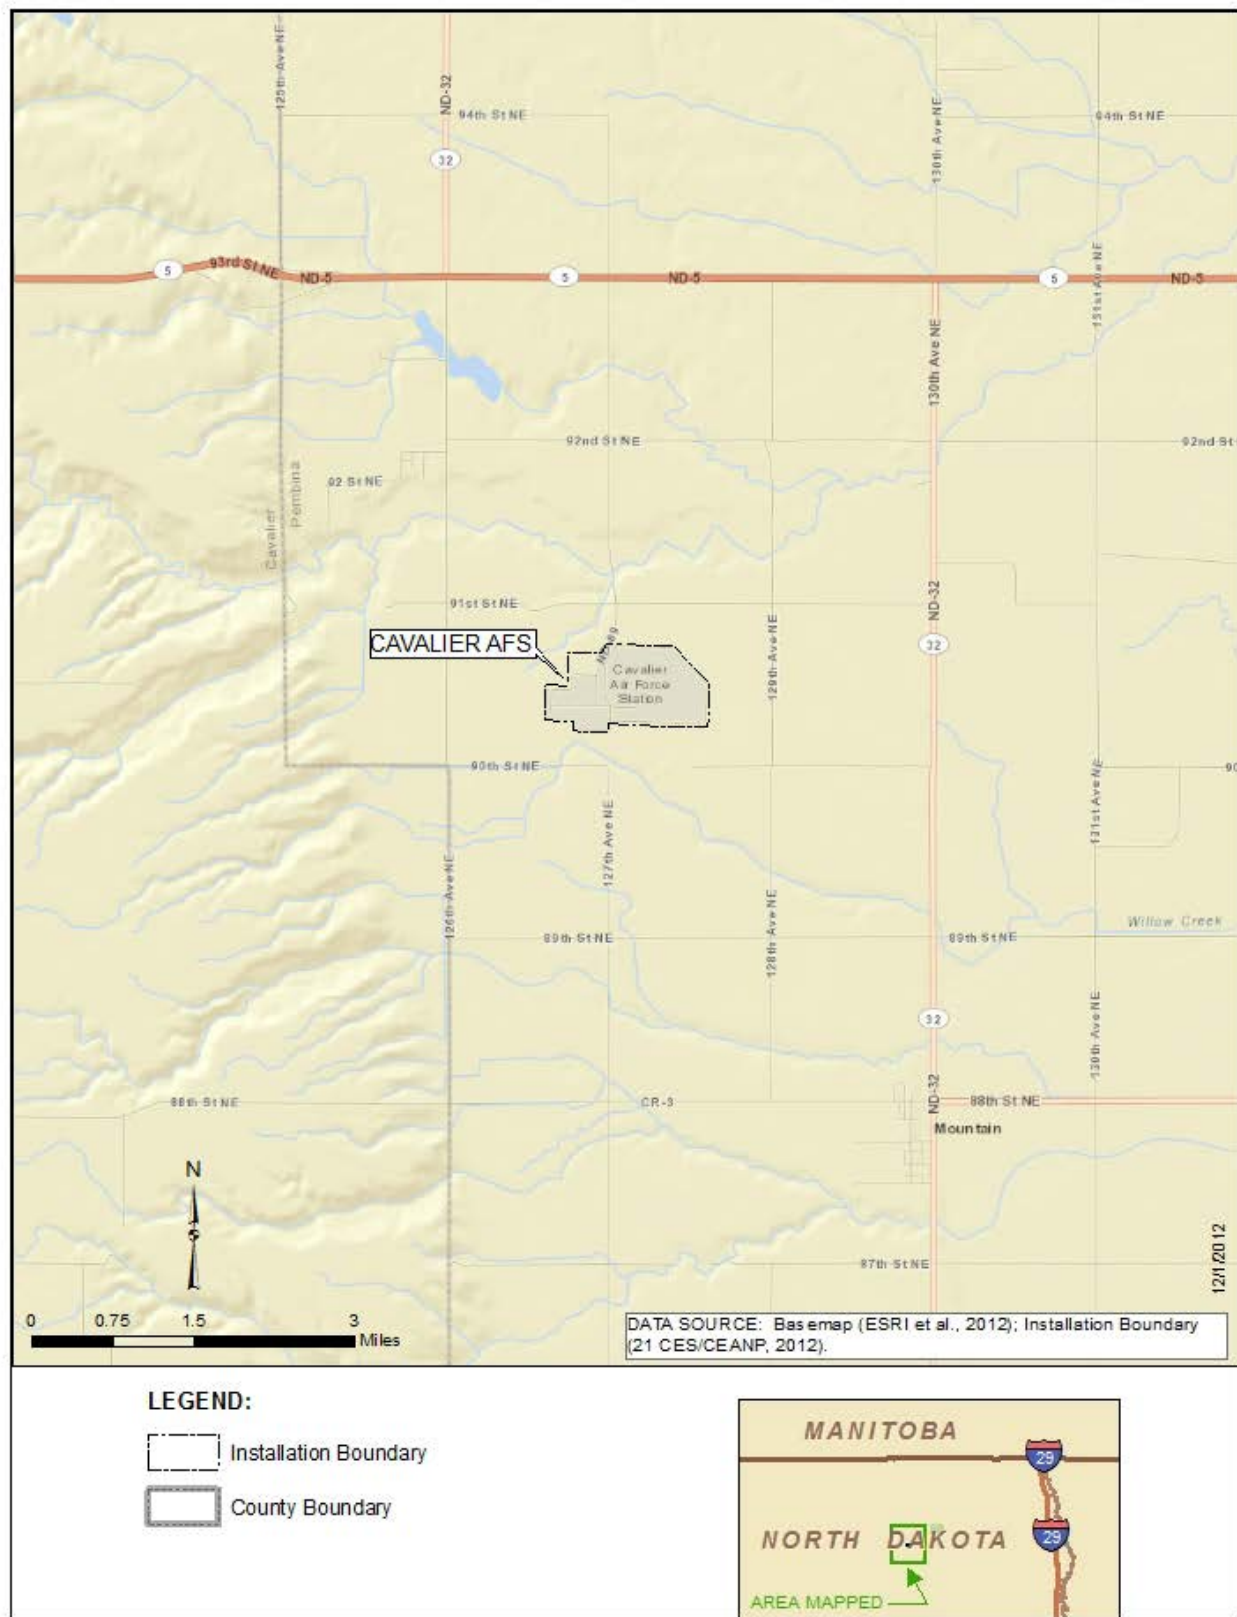 125th Ave NE
ND-32
94th St NE
130th Ave NE
94th St NE
32
5
93rd St NE
ND-5
5
ND-5
5
ND-5
131st Ave NE
130th Ave NE
92nd St NE
92nd St
92 St NE
Cavalier
Pembina
91st St NE
ND-32
32
CAVALIER AFS
Cavalier
Air Force
Station
129th Ave NE
90th St NE
90
131st Ave NE
127th Ave NE
126th Ave NE
128th Ave NE
Willow Creek
89th St NE
89th St NE
32
130th Ave NE
88th St NE
CR-3
ND-32
88th St NE
Mountain
N
87th St NE
12/1/2012
0 0.75 1.5 3
Miles
DATA SOURCE: Basemap (ESRI et al., 2012); Installation Boundary
(21 CES/CEANP, 2012).
LEGEND:
Installation Boundary
County Boundary
MANITOBA
29
NORTH DAKOTA
29
AREA MAPPED